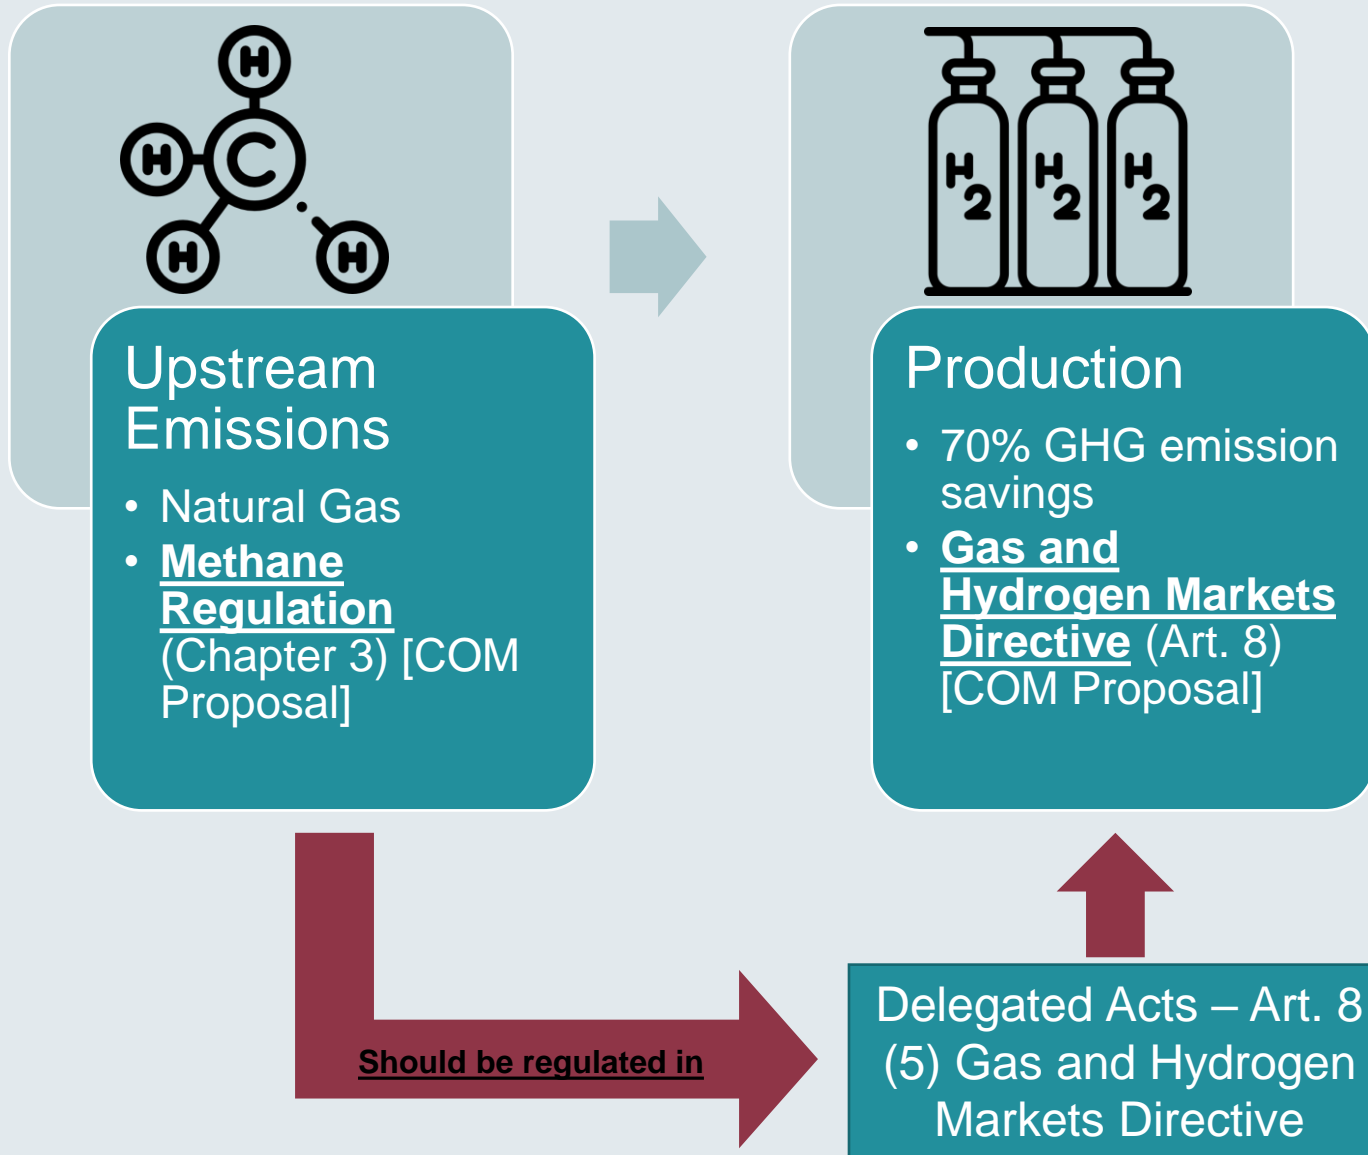 H
H
C
H
H
H
2
H
2
H
2
Upstream
Emissions
• Natural Gas
• Methane
Regulation
(Chapter 3) [COM
Proposal]
Production
• 70% GHG emission
savings
• Gas and
Hydrogen Markets
Directive (Art. 8)
[COM Proposal]
Should be regulated in
Delegated Acts – Art. 8
(5) Gas and Hydrogen
Markets Directive